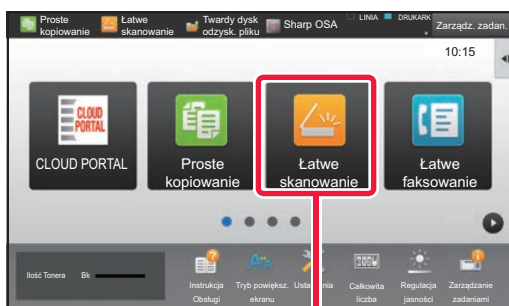 Proste
kopiowanie
Łatwe
skanowanie
Twardy dysk
odzysk. pliku
Sharp OSA
LINIA
DRUKARK
Zarządz. zadan.
10:15
CLOUD
PORTAL
CLOUD PORTAL
Proste
kopiowanie
Łatwe
skanowanie
Łatwe
faksowanie
Ilość Tonera
Bk
Instrukcja
Obsługi
Aa
Tryb powiększ.
ekranu
Ustawienia
Całkowita
liczba
Regulacja
jasności
Zarządzanie
zadaniami